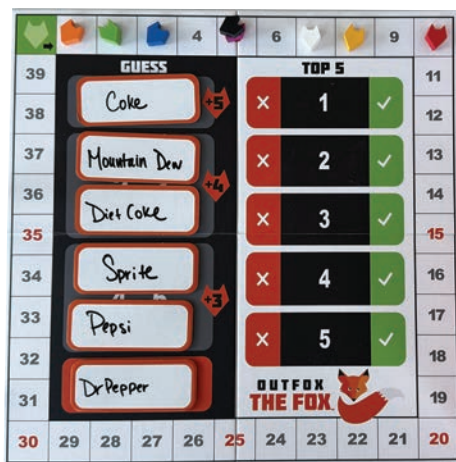 4 6 9
GUESS TOP 5
39 Coke +5 × 1 ✓ 11
38 12
37 Mountain Dew × 2 ✓ 13
+4
36 Diet Coke × 3 ✓ 14
35 15
34 Sprite × 4 ✓ 16
+3
33 Pepsi × 5 ✓ 17
32 18
31 Dr Pepper OUTFOX 19
THE FOX
30 29 28 27 26 25 24 23 22 21 20